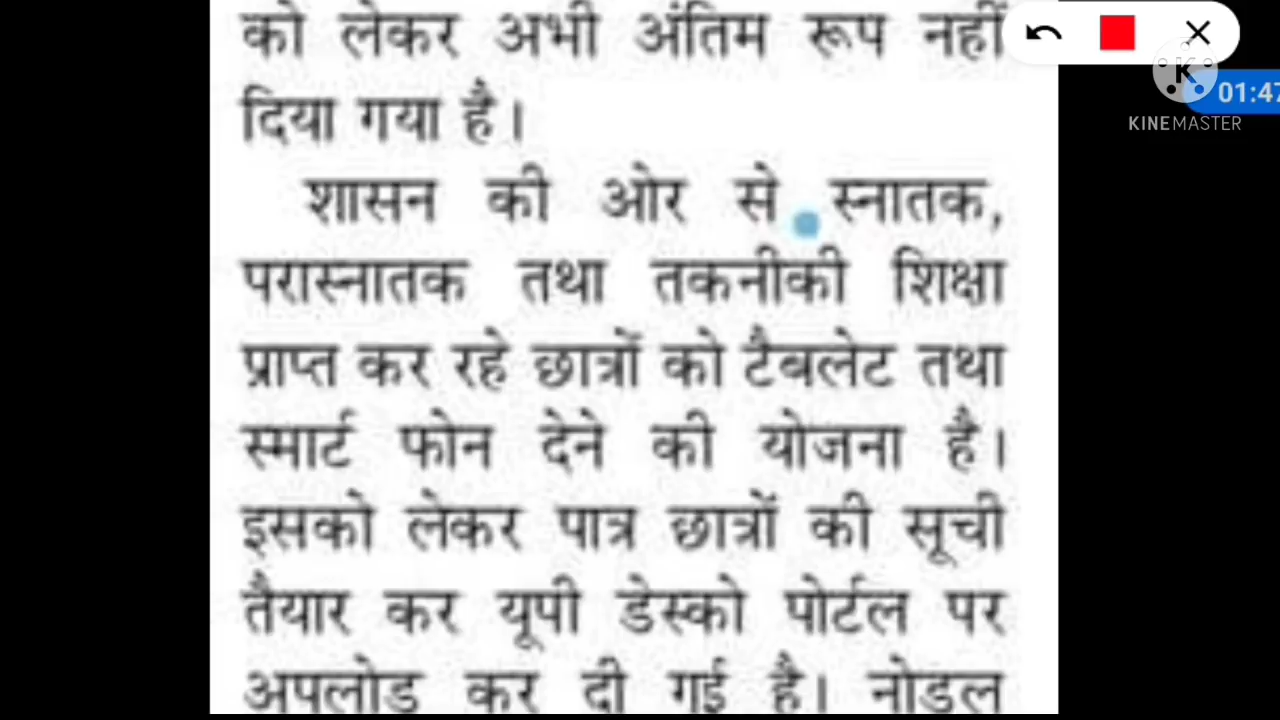 को लेकर अभी अंतिम रूप नहीं
दिया गया है।
शासन की ओर से स्नातक,
परास्नातक तथा तकनीकी शिक्षा
प्राप्त कर रहे छात्रों को टैबलेट तथा
स्मार्ट फोन देने की योजना है।
इसको लेकर पात्र छात्रों की सूची
तैयार कर यूपी डेस्को पोर्टल पर
अपलोड कर दी गई है। नोडल
K
01:47
KINEMASTER